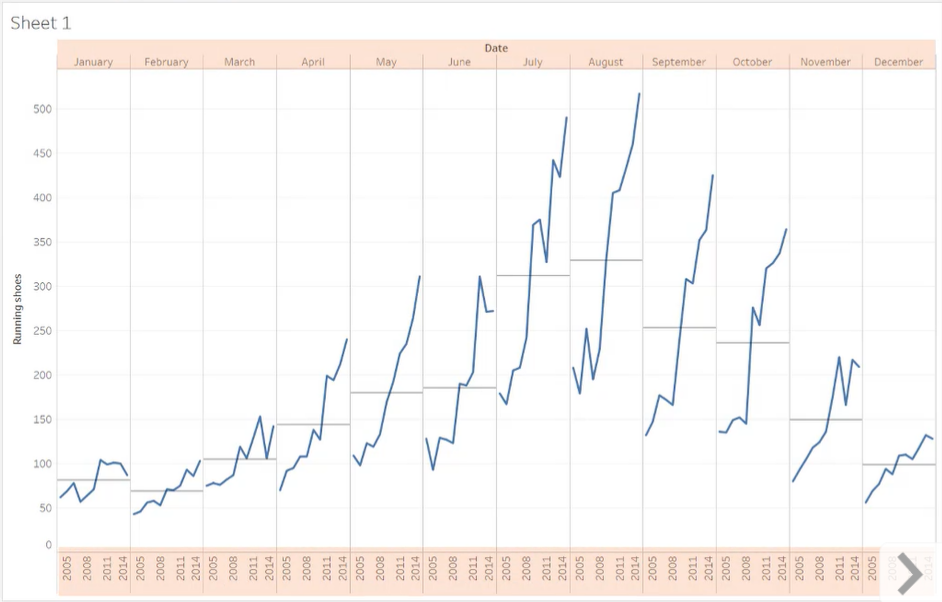 Sheet 1
Date
January February March April May June July August September October November December
Running shoes
500
450
400
350
300
250
200
150
100
50
0
2005 2008 2011 2014 2005 2008 2011 2014 2005 2008 2011 2014 2005 2008 2011 2014 2005 2008 2011 2014 2005 2008 2011 2014 2005 2008 2011 2014 2005 2008 2011 2014 2005 2008 2011 2014 2005 2008 2011 2014 2005 2008 2011 2014 2005